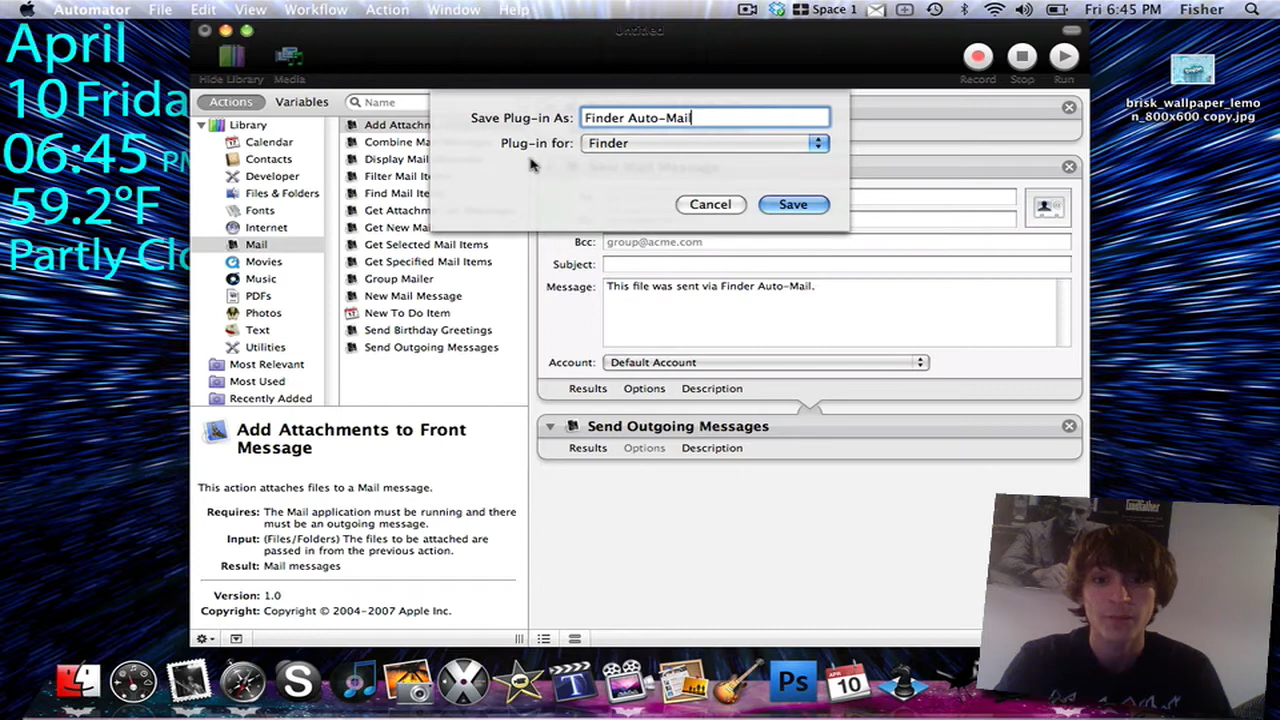 Automator File Edit View Workflow Action Window Help Space 1 Fri 6:45 PM Fisher
April
10 Frida
06:45 PM
59.2°F
Partly Clo
Untitled
Hide Library Media Record Stop Run
Actions Variables Name
Save Plug-in As: Finder Auto-Mail
Plug-in for: Finder
Cancel Save
Library
Calendar
Contacts
Developer
Files & Folders
Fonts
Internet
Mail
Movies
Music
PDFs
Photos
Text
Utilities
Most Relevant
Most Used
Recently Added
Add Attachm
Combine Ma
Display Mail
Filter Mail It
Find Mail Ite
Get Attachm
Get New Mai
Get Selected Mail Items
Get Specified Mail Items
Group Mailer
New Mail Message
New To Do Item
Send Birthday Greetings
Send Outgoing Messages
Bcc: group@acme.com
Subject:
Message: This file was sent via Finder Auto-Mail.
Account: Default Account
Results Options Description
Send Outgoing Messages
Results Options Description
Add Attachments to Front
Message
This action attaches files to a Mail message.
Requires: The Mail application must be running and there
must be an outgoing message.
Input: (Files/Folders) The files to be attached are
passed in from the previous action.
Result: Mail messages
Version: 1.0
Copyright: Copyright © 2004-2007 Apple Inc.
brisk_wallpaper_lemo
n_800x600 copy.jpg
Godfather
S
X
T
Ps
APR
10